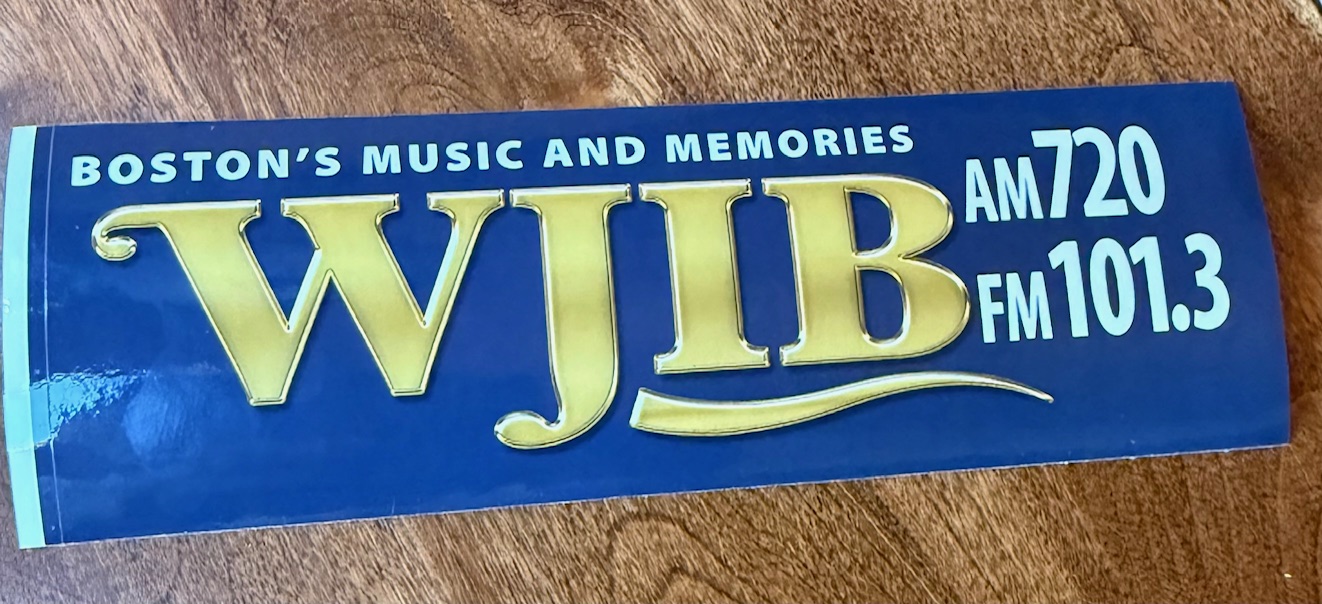 BOSTON'S MUSIC AND MEMORIES
WJIB
AM720
FM101.3